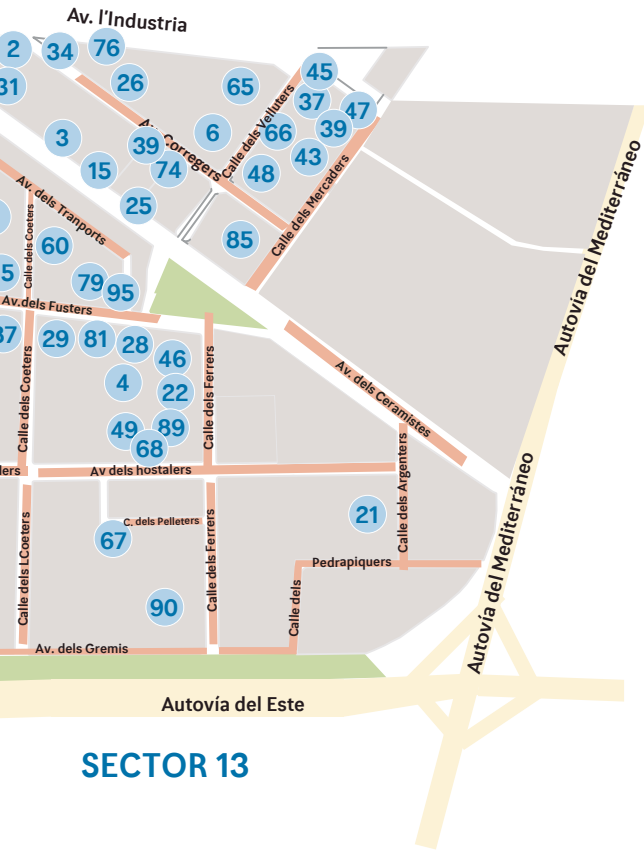 Av. l'Industria
2
34
76
31
26
65
45
37
47
3
39
Av. Corregers
6
Calle dels Velluters
66
39
15
74
48
43
Calle dels Mercaders
25
Av. dels Tranports
Calle dels Coeters
60
85
5
79
95
Av.dels Fusters
37
29
81
28
46
4
22
Calle dels Coeters
Calle dels Ferrers
Av. dels Ceramistes
49
89
68
lers
Av dels hostalers
Autovía del Mediterráneo
Calle dels LCoeters
C. dels Pelleters
67
Calle dels Ferrers
21
Calle dels Argenters
Pedrapiquers
Calle dels
90
Av. dels Gremis
Autovía del Mediterráneo
Autovía del Este
SECTOR 13